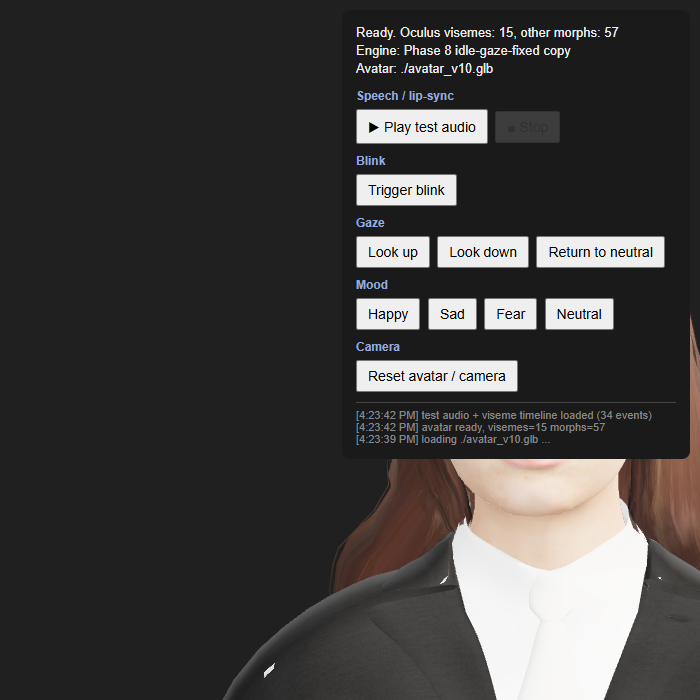 Ready. Oculus visemes: 15, other morphs: 57
Engine: Phase 8 idle-gaze-fixed copy
Avatar: ./avatar_v10.glb
Speech / lip-sync
▶ Play test audio ■ Stop
Blink
Trigger blink
Gaze
Look up Look down Return to neutral
Mood
Happy Sad Fear Neutral
Camera
Reset avatar / camera
[4:23:42 PM] test audio + viseme timeline loaded (34 events)
[4:23:42 PM] avatar ready, visemes=15 morphs=57
[4:23:39 PM] loading ./avatar_v10.glb ...